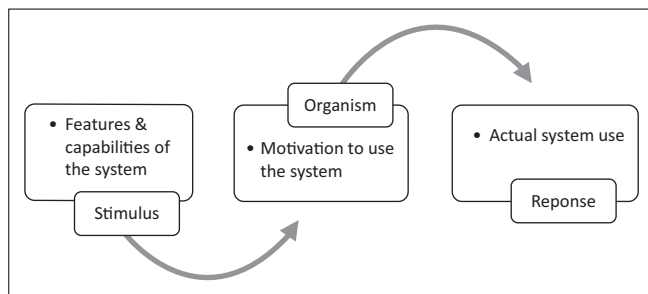 • Features &
capabilities of
the system
Stimulus
Organism
• Motivation to use
the system
• Actual system use
Reponse